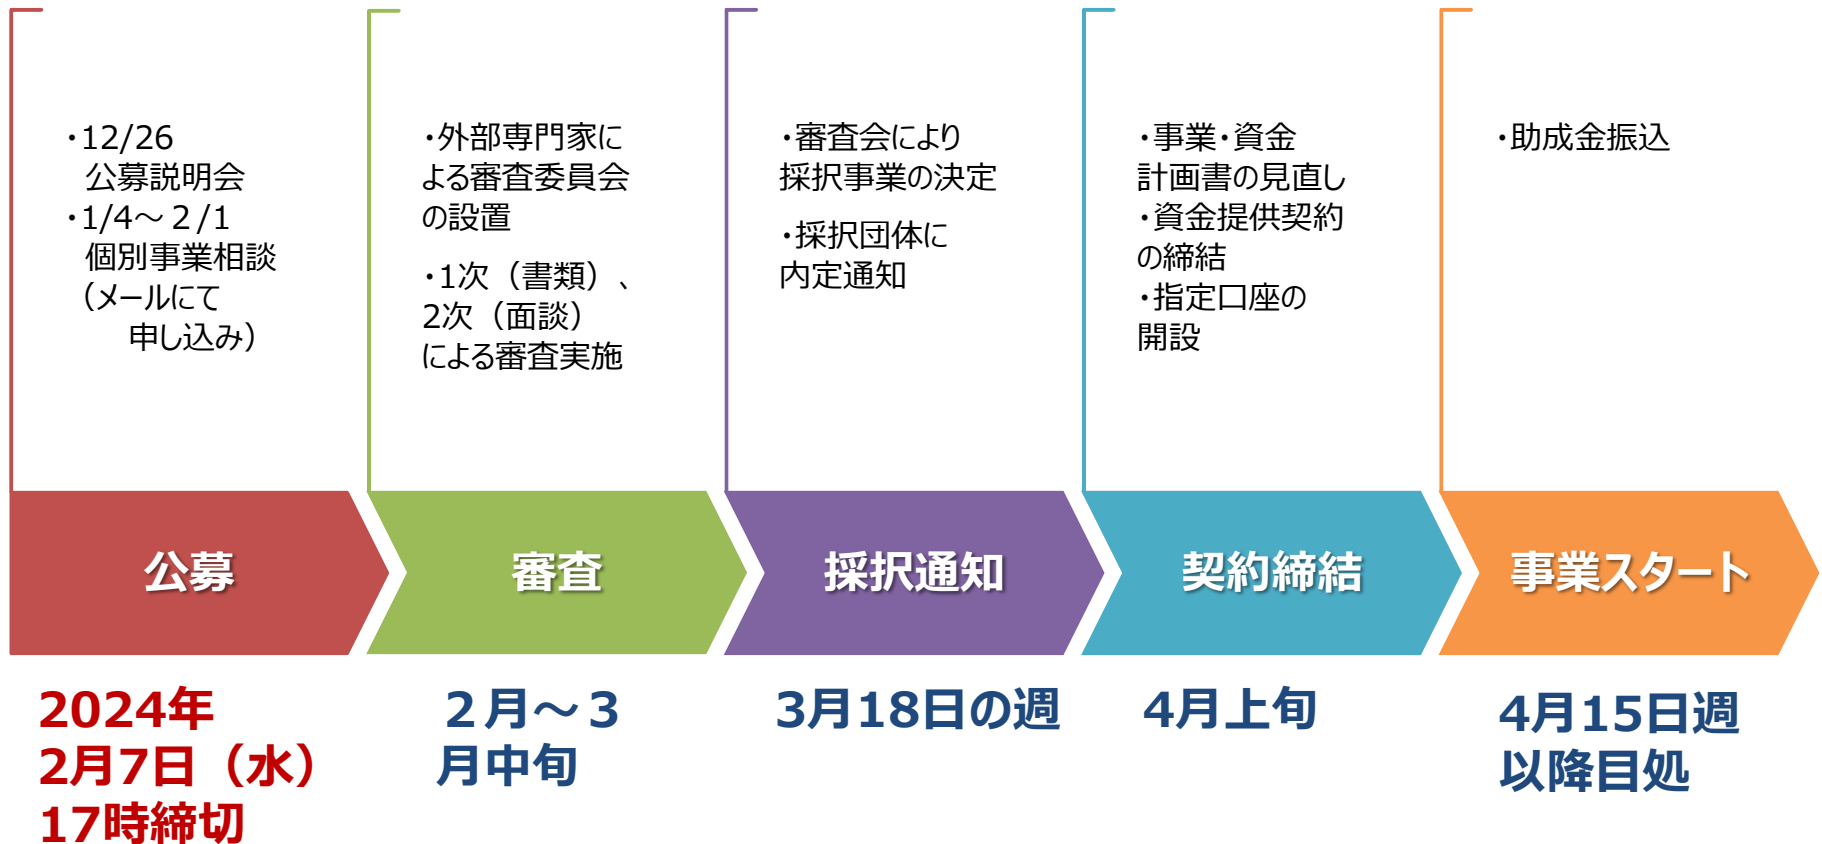 ・12/26
公募説明会
・1/4～２/1
個別事業相談
（メールにて
申し込み）
・外部専門家に
よる審査委員会
の設置
・1次（書類）、
2次（面談）
による審査実施
・審査会により
採択事業の決定
・採択団体に
内定通知
・事業・資金
計画書の見直し
・資金提供契約
の締結
・指定口座の
開設
・助成金振込
公募
審査
採択通知
契約締結
事業スタート
2024年
2月7日（水）
17時締切
２月～３
月中旬
3月18日の週
4月上旬
4月15日週
以降目処